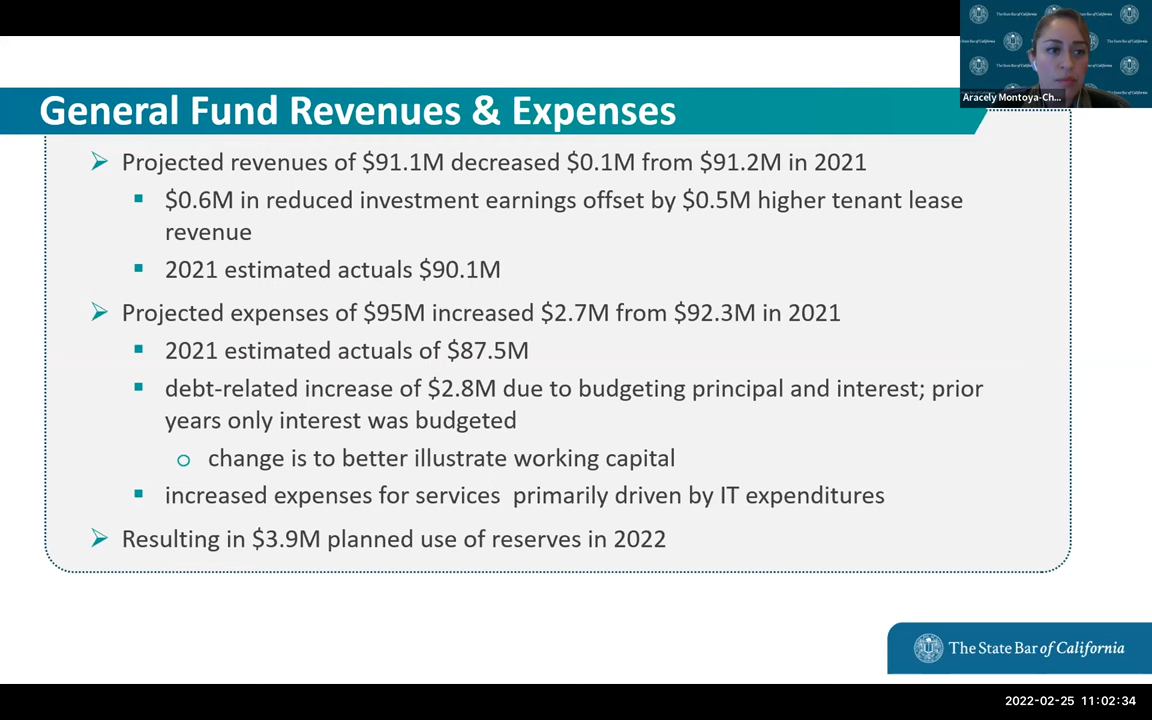 The State Bar of California
Aracely Montoya-Ch...
General Fund Revenues & Expenses
Projected revenues of $91.1M decreased $0.1M from $91.2M in 2021
$0.6M in reduced investment earnings offset by $0.5M higher tenant lease
revenue
2021 estimated actuals $90.1M
Projected expenses of $95M increased $2.7M from $92.3M in 2021
2021 estimated actuals of $87.5M
debt-related increase of $2.8M due to budgeting principal and interest; prior
years only interest was budgeted
change is to better illustrate working capital
increased expenses for services primarily driven by IT expenditures
Resulting in $3.9M planned use of reserves in 2022
The State Bar of California
2022-02-25 11:02:34